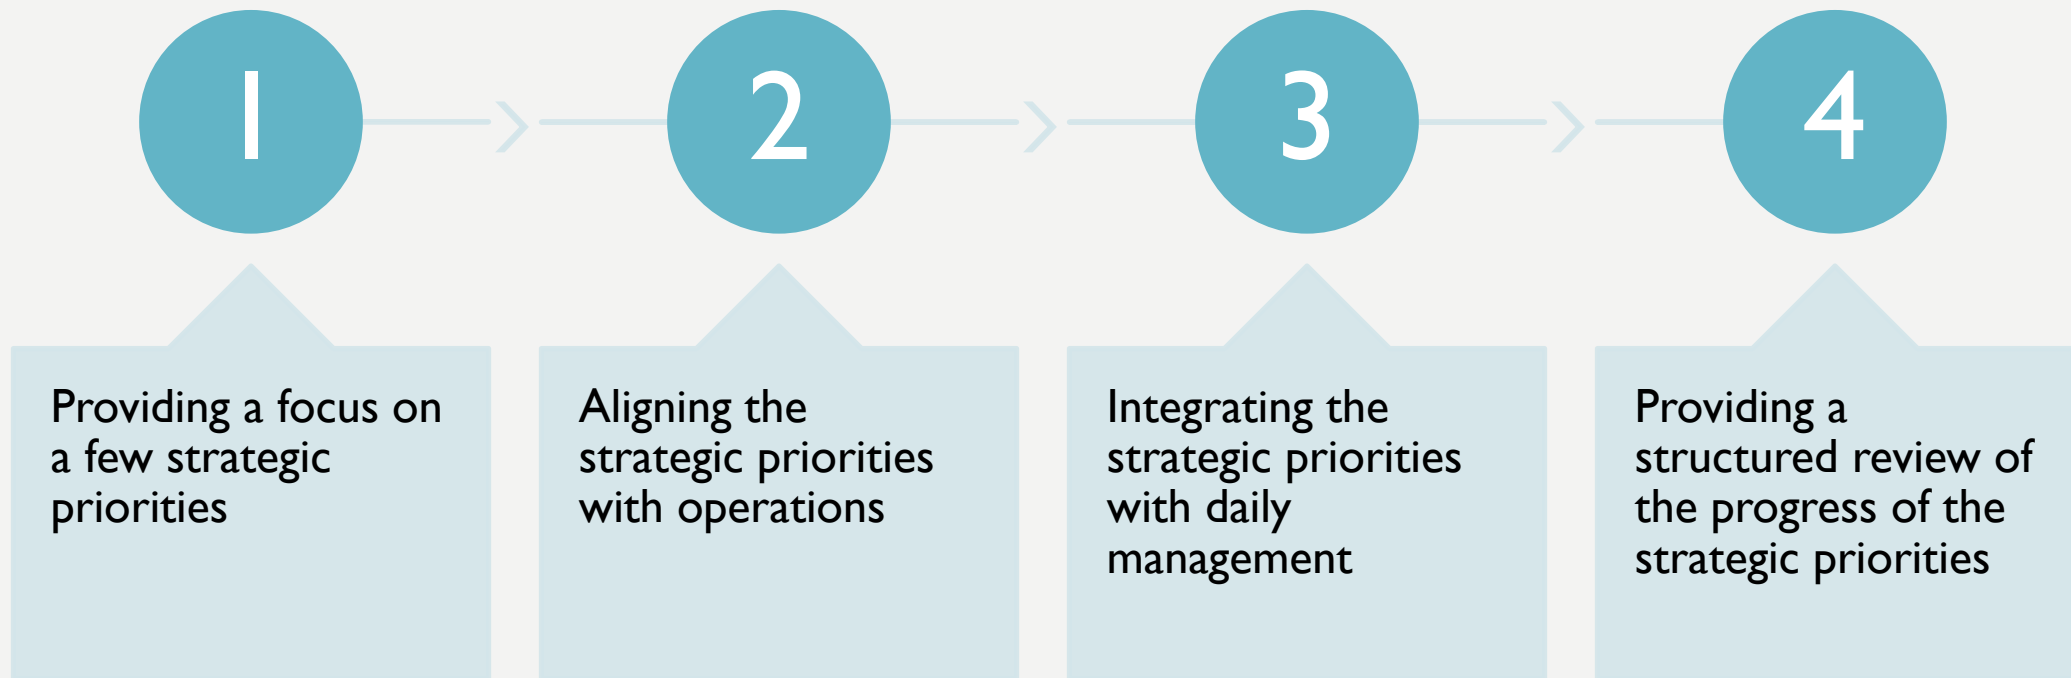 1
2
3
4
Providing a focus on
a few strategic
priorities
Aligning the
strategic priorities
with operations
Integrating the
strategic priorities
with daily
management
Providing a
structured review of
the progress of the
strategic priorities